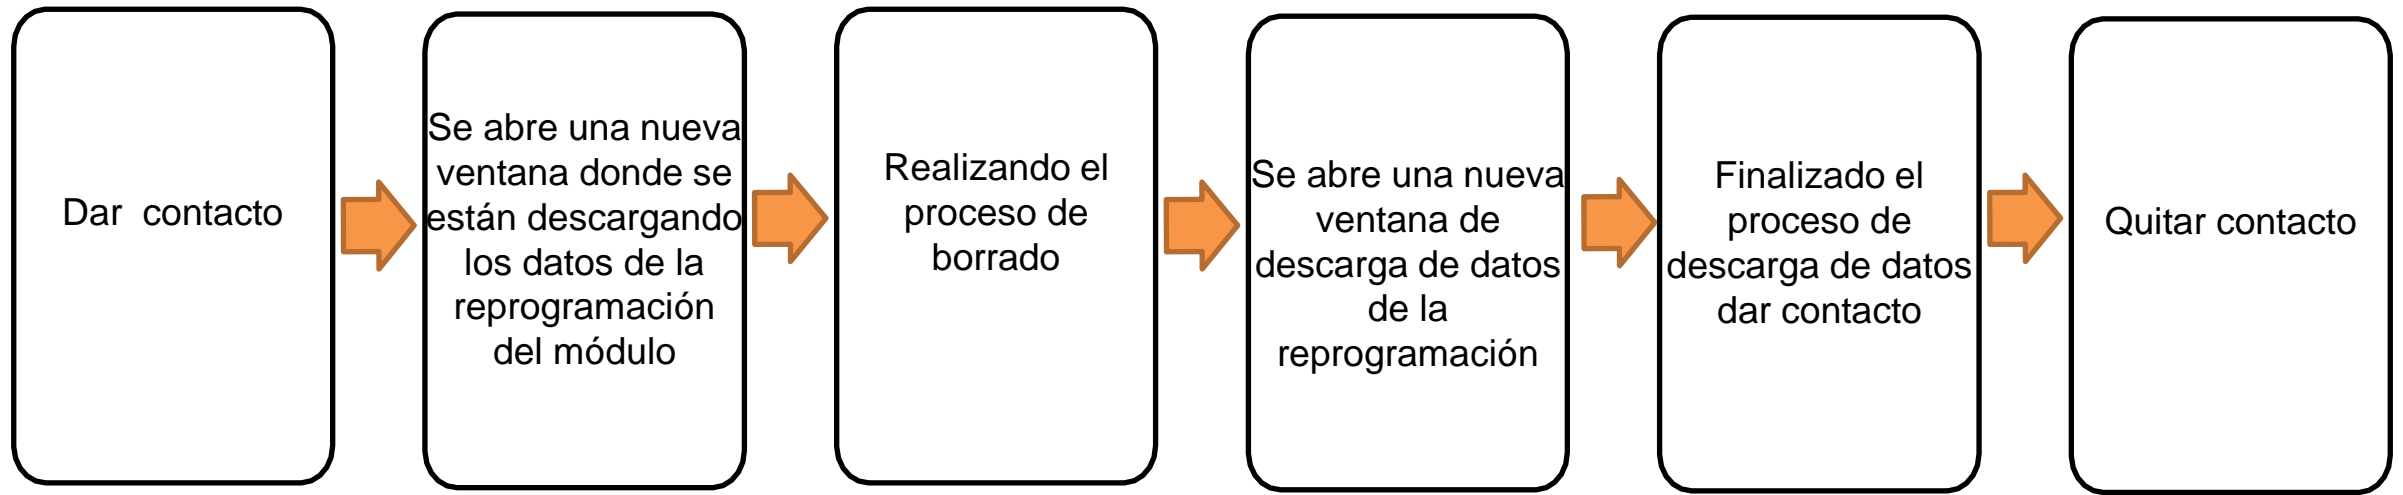 Dar  contacto
Se abre una nueva
ventana donde se
están descargando
los datos de la
reprogramación
del módulo
Realizando el
proceso de
borrado
Se abre una nueva
ventana de
descarga de datos
de la
reprogramación
Finalizado el
proceso de
descarga de datos
dar contacto
Quitar contacto